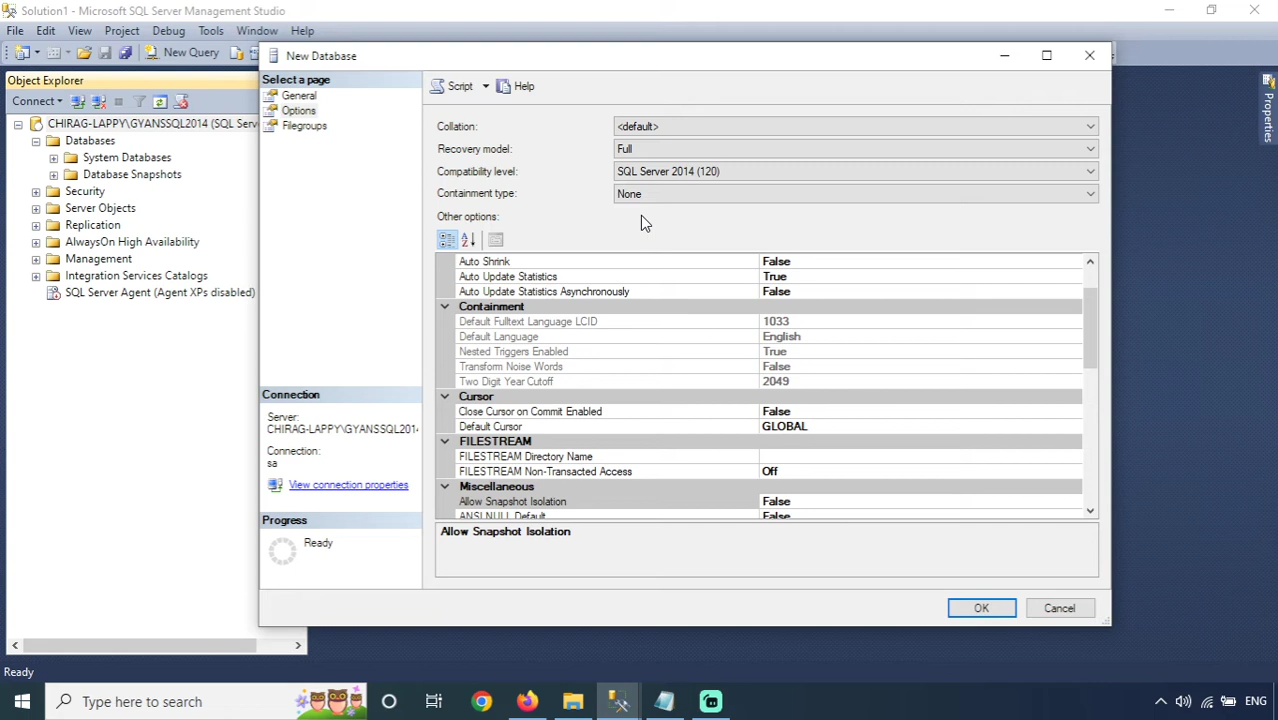 Solution1 - Microsoft SQL Server Management Studio
File Edit View Project Debug Tools Window Help
New Query
Object Explorer
Connect
CHIRAG-LAPPY\GYANSSQL2014 (SQL Serve
Databases
System Databases
Database Snapshots
Security
Server Objects
Replication
AlwaysOn High Availability
Management
Integration Services Catalogs
SQL Server Agent (Agent XPs disabled)
New Database
Select a page
General
Options
Filegroups
Connection
Server:
CHIRAG-LAPPY\GYANSSQL2014
Connection:
sa
View connection properties
Progress
Ready
Script Help
Collation: <default>
Recovery model: Full
Compatibility level: SQL Server 2014 (120)
Containment type: None
Other options:
Auto Shrink False
Auto Update Statistics True
Auto Update Statistics Asynchronously False
Containment
Default Fulltext Language LCID 1033
Default Language English
Nested Triggers Enabled True
Transform Noise Words False
Two Digit Year Cutoff 2049
Cursor
Close Cursor on Commit Enabled False
Default Cursor GLOBAL
FILESTREAM
FILESTREAM Directory Name
FILESTREAM Non-Transacted Access Off
Miscellaneous
Allow Snapshot Isolation False
ANSI NULL Default False
Allow Snapshot Isolation
OK Cancel
Properties
Ready
Type here to search
ENG